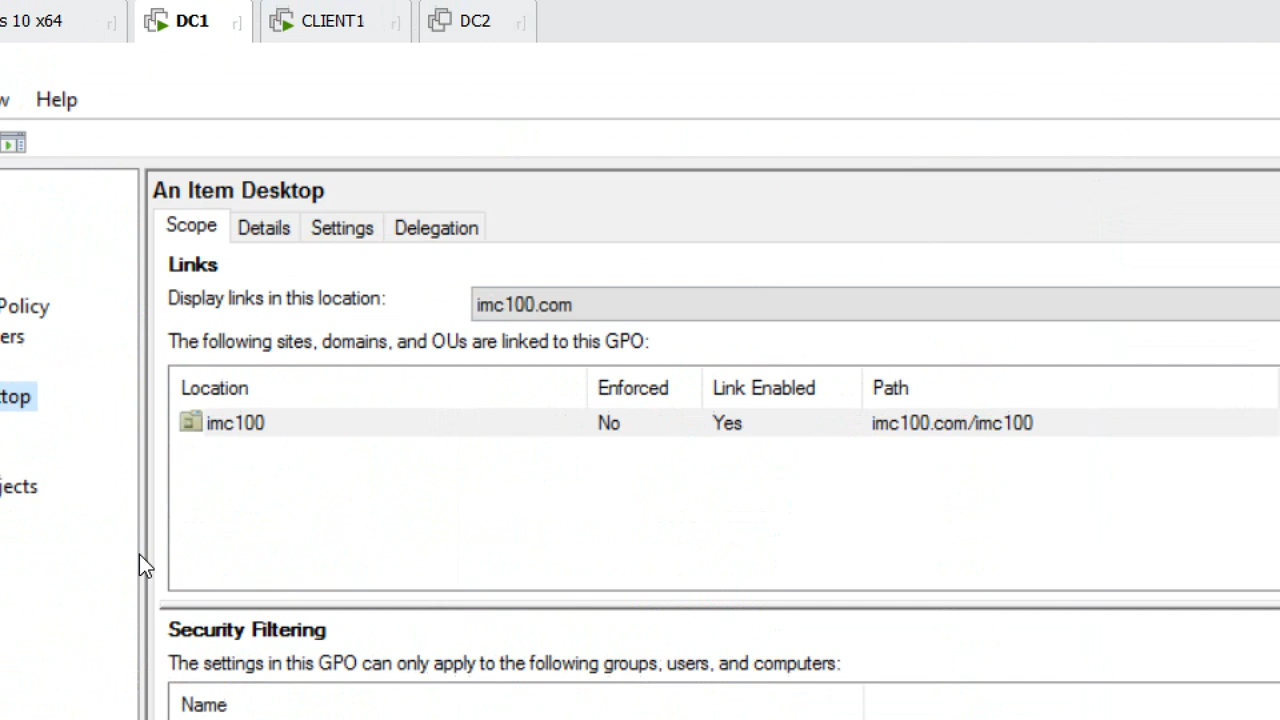 s 10 x64 DC1 CLIENT1 DC2
w Help
An Item Desktop
Scope Details Settings Delegation
Links
Display links in this location: imc100.com
Policy
ers
The following sites, domains, and OUs are linked to this GPO:
Location Enforced Link Enabled Path
ktop
imc100 No Yes imc100.com/imc100
jects
Security Filtering
The settings in this GPO can only apply to the following groups, users, and computers:
Name